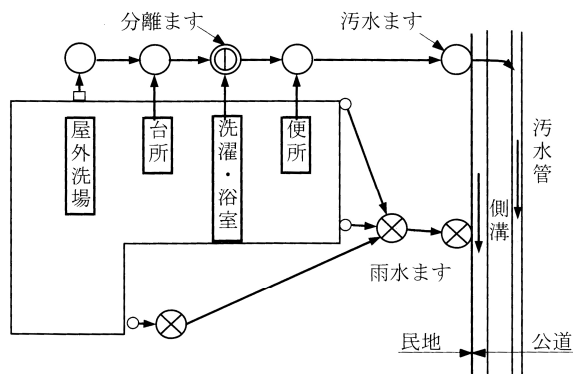 分離ます
汚水ます
屋外洗場
台所
洗濯・浴室
便所
汚水管
側溝
雨水ます
民地
公道